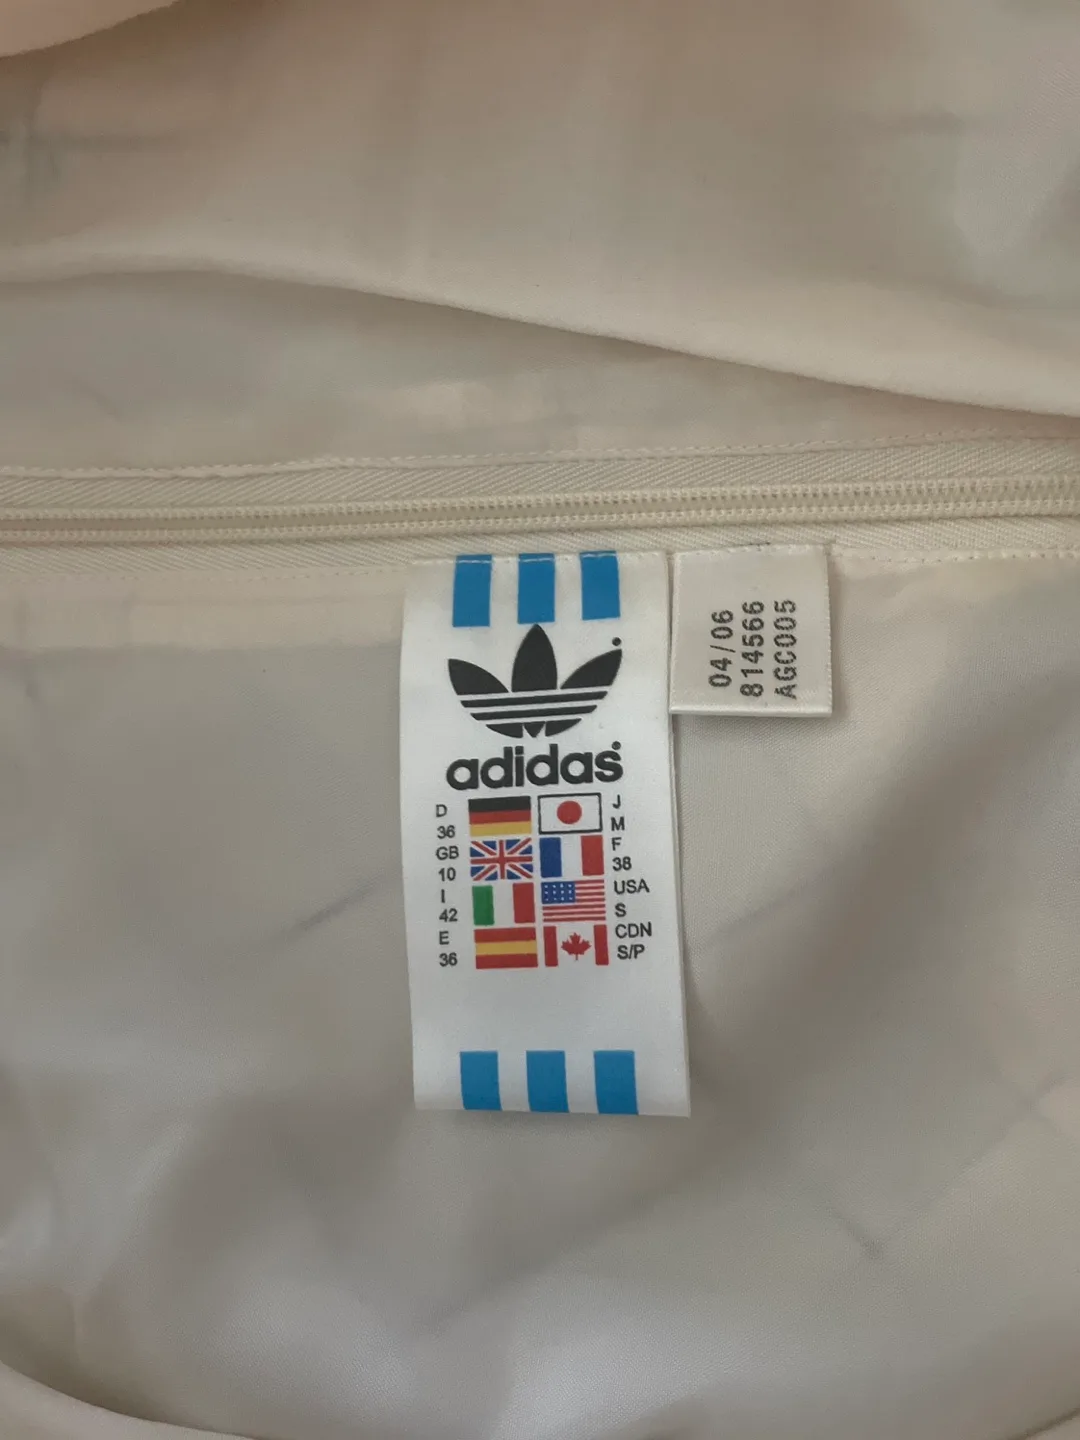 adidas
D
36
GB
10
I
42
E
36
J
M
F
38
USA
S
CDN
S/P
04/06
814566
AGC005